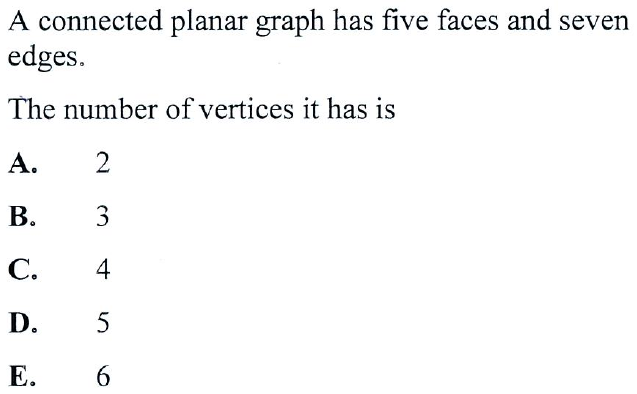 A connected planar graph has five faces and seven
edges.
The number of vertices it has is
A. 2
B. 3
C. 4
D. 5
E. 6